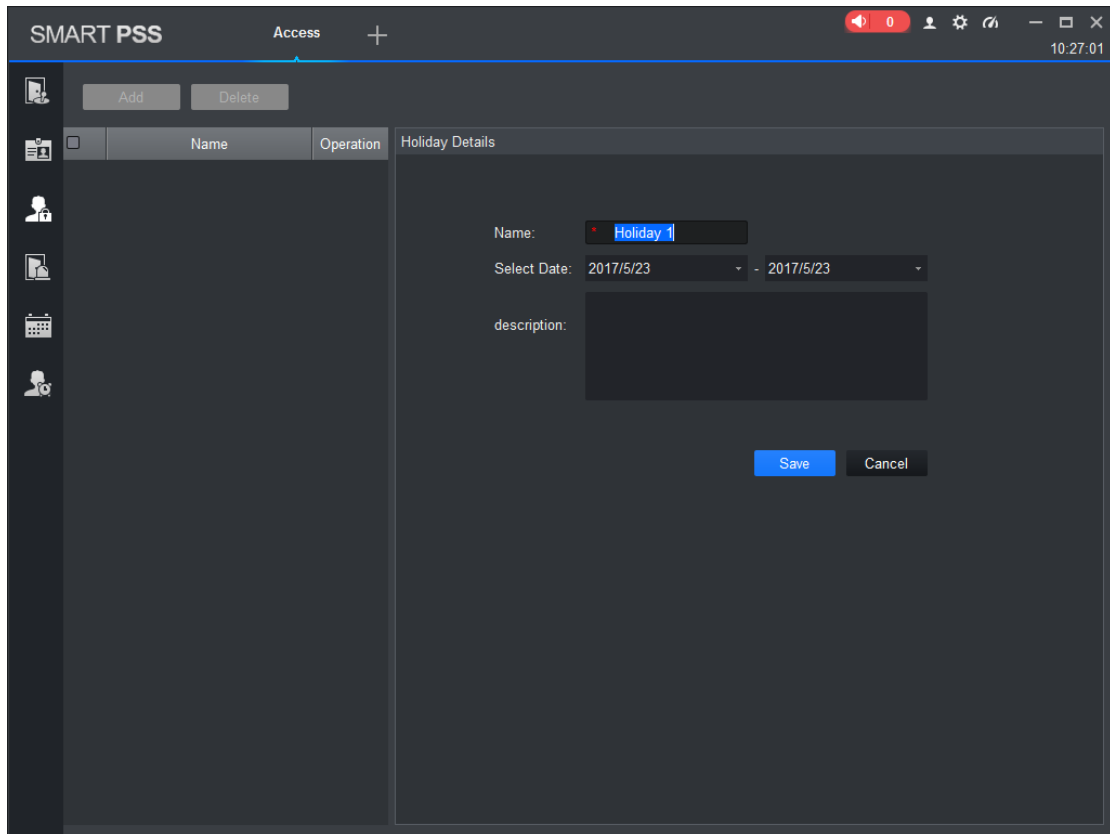 SMART PSS Access + 0
10:27:01
Add Delete
Name Operation Holiday Details
Name: * Holiday 1
Select Date: 2017/5/23 - 2017/5/23
description:
Save Cancel